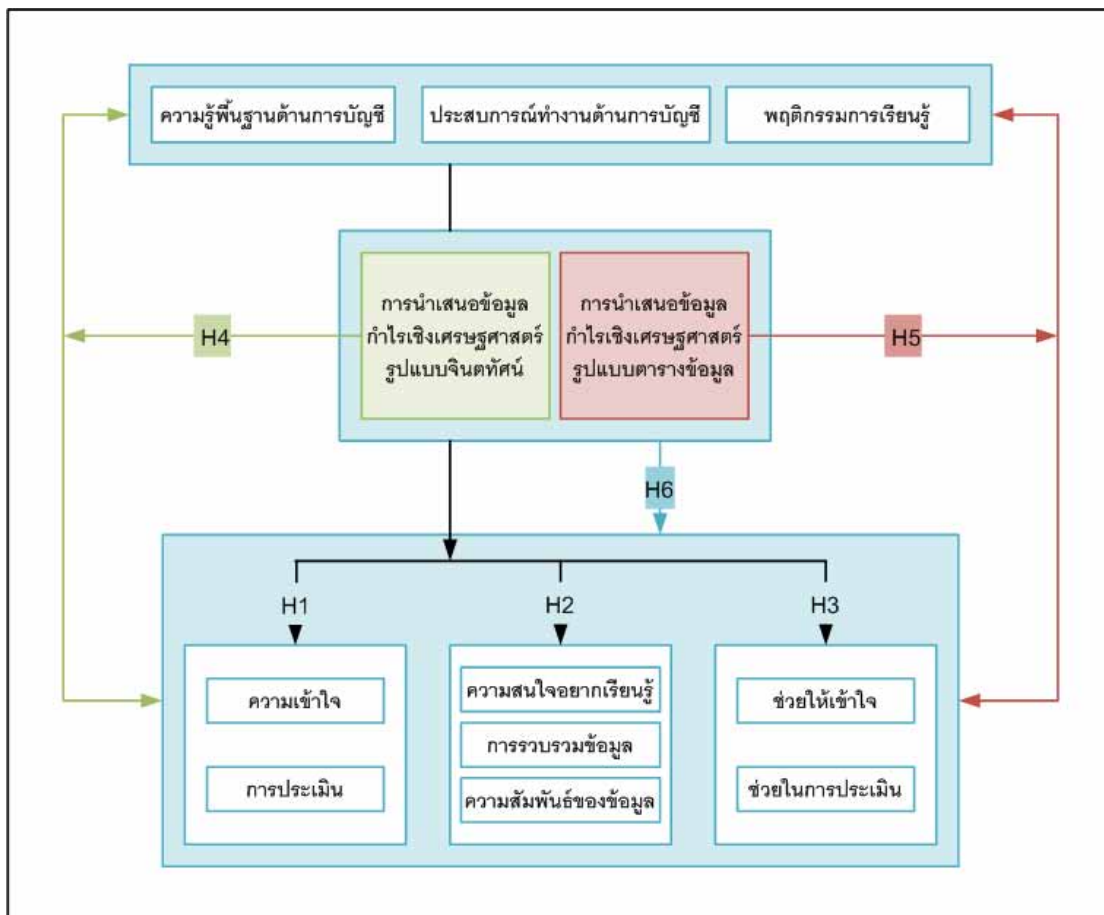 ความรู้พื้นฐานด้านการบัญชี
ประสบการณ์ทำงานด้านการบัญชี
พฤติกรรมการเรียนรู้
การนำเสนอข้อมูล
กำไรเชิงเศรษฐศาสตร์
รูปแบบจินตทัศน์
การนำเสนอข้อมูล
กำไรเชิงเศรษฐศาสตร์
รูปแบบตารางข้อมูล
H4
H5
H6
H1
H2
H3
ความเข้าใจ
การประเมิน
ความสนใจอยากเรียนรู้
การรวบรวมข้อมูล
ความสัมพันธ์ของข้อมูล
ช่วยให้เข้าใจ
ช่วยในการประเมิน